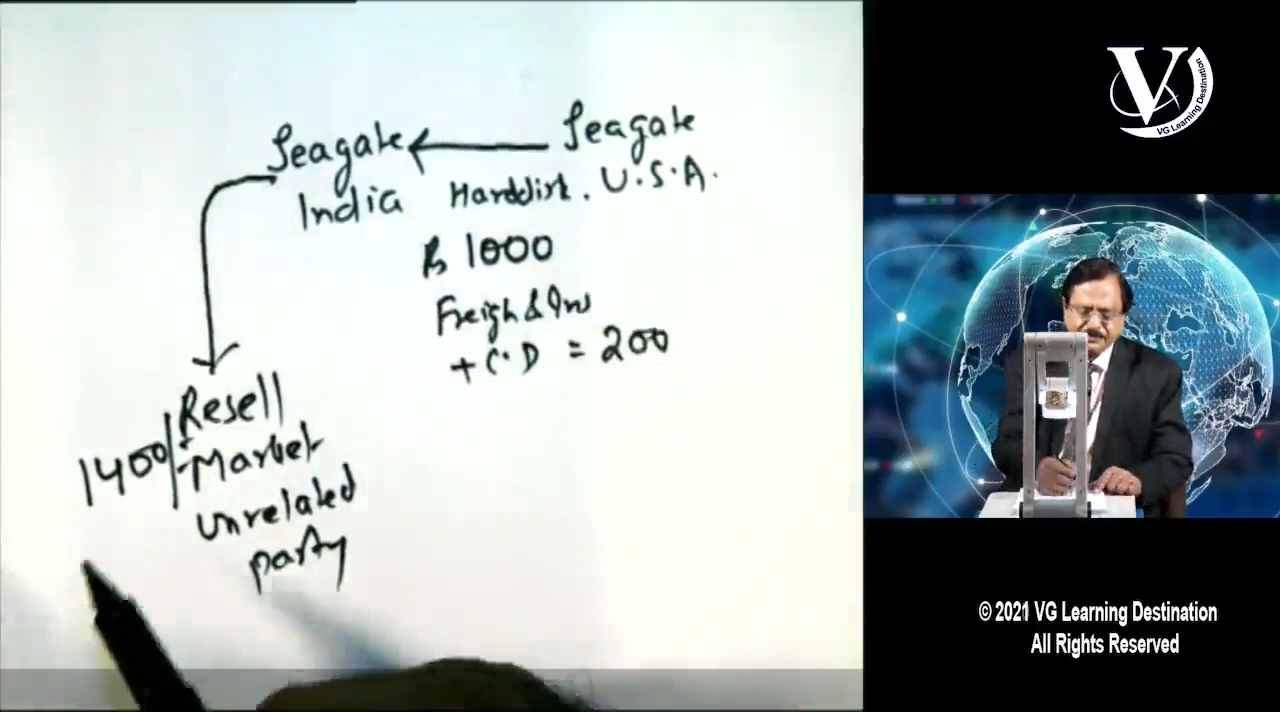 Seagate
India
Seagate
U.S.A.
Harddisk.
Rs 1000
Freigh & Ins
+ C.D = 200
Resell
Market
unrelated
party
1400/-
V
VG Learning Destination
© 2021 VG Learning Destination
All Rights Reserved